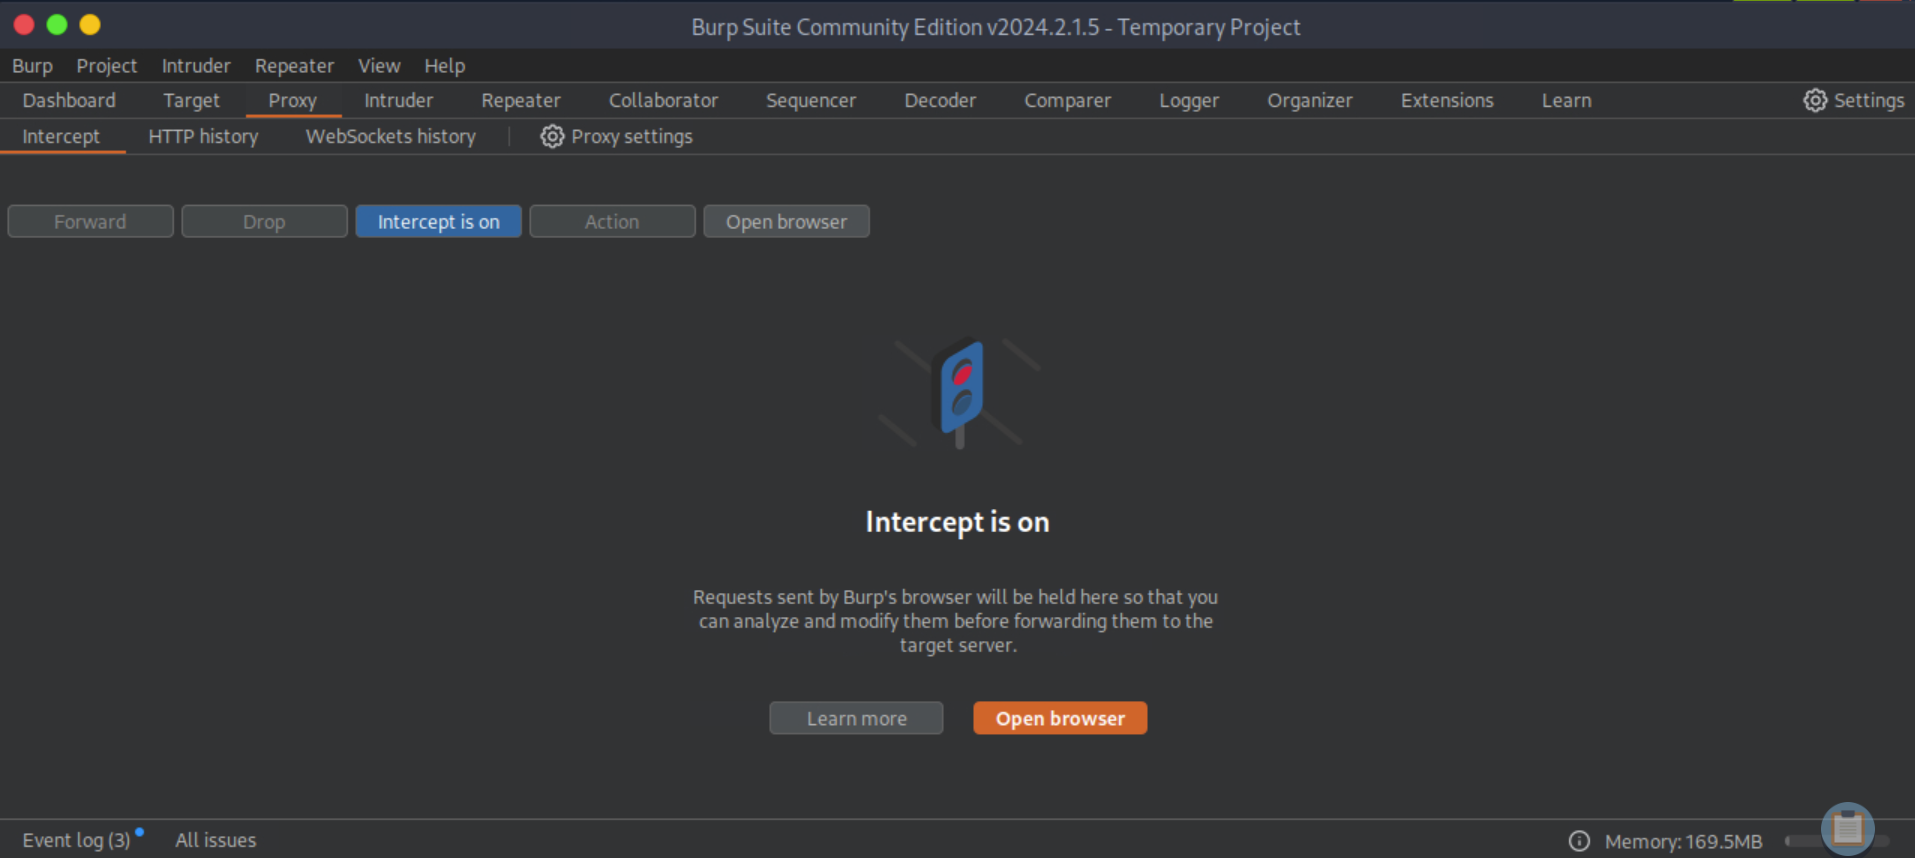 Burp Suite Community Edition v2024.2.1.5 - Temporary Project
Burp Project Intruder Repeater View Help
Dashboard Target Proxy Intruder Repeater Collaborator Sequencer Decoder Comparer Logger Organizer Extensions Learn Settings
Intercept HTTP history WebSockets history Proxy settings
Forward Drop Intercept is on Action Open browser
Intercept is on
Requests sent by Burp's browser will be held here so that you
can analyze and modify them before forwarding them to the
target server.
Learn more Open browser
Event log (3) All issues Memory: 169.5MB